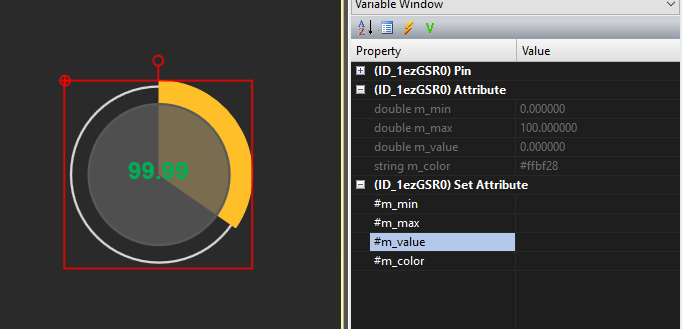 Variable Window
A
Z
V
Property Value
(ID_1ezGSR0) Pin
(ID_1ezGSR0) Attribute
double m_min 0.000000
double m_max 100.000000
double m_value 0.000000
string m_color #ffbf28
(ID_1ezGSR0) Set Attribute
#m_min
#m_max
#m_value
#m_color
99.99